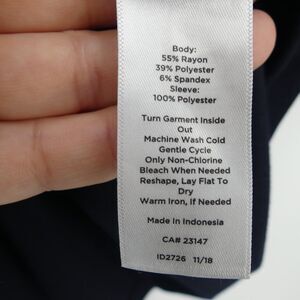 Body:
55% Rayon
39% Polyester
6% Spandex
Sleeve:
100% Polyester
Turn Garment Inside
Out
Machine Wash Cold
Gentle Cycle
Only Non-Chlorine
Bleach When Needed
Reshape, Lay Flat To
Dry
Warm Iron, If Needed
Made In Indonesia
CA# 23147
ID2726 11/18